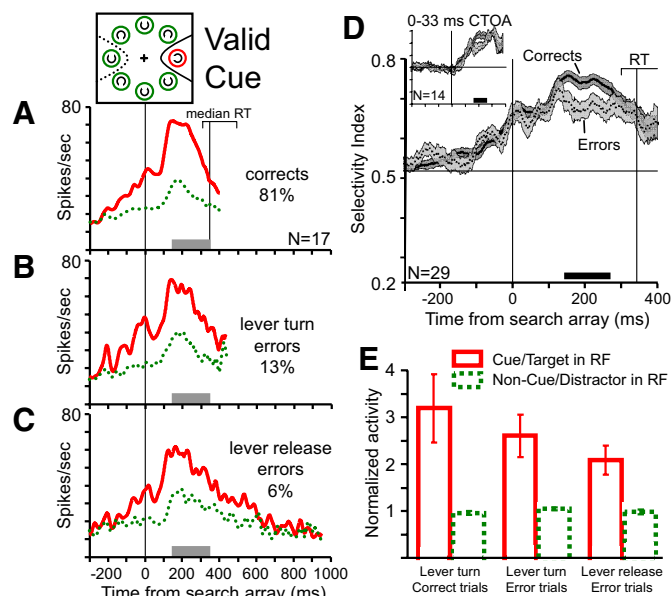 Valid
Cue
A
80
Spikes/sec
median RT
corrects
81%
N=17
B
80
Spikes/sec
lever turn
errors
13%
C
80
Spikes/sec
lever release
errors
6%
-200 0 200 400 600 800 1000
Time from search array (ms)
D
0-33 ms CTOA
N=14
0.8
0.5
0.2
Selectivity Index
Corrects
Errors
RT
N=29
-200 0 200 400
Time from search array (ms)
E
Cue/Target in RF
Non-Cue/Distractor in RF
4
3
2
1
Normalized activity
Lever turn Lever turn Lever release
Correct trials Error trials Error trials